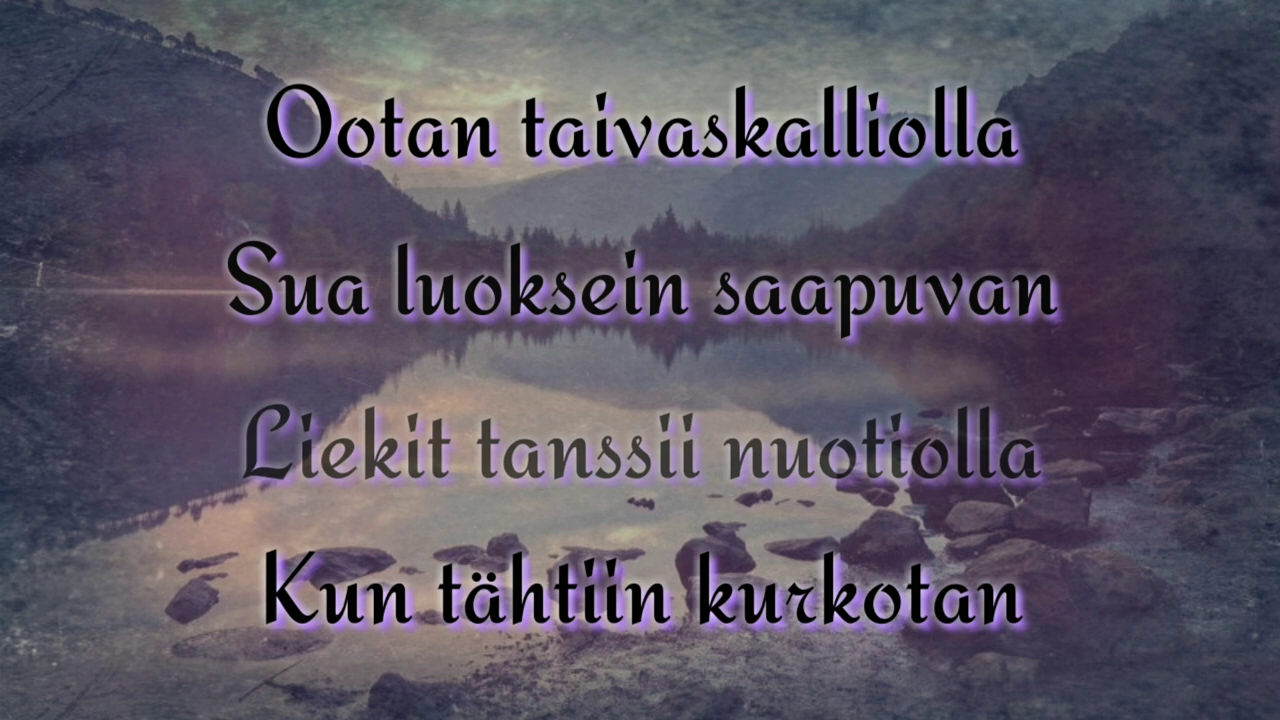 Ootan taivaskalliolla
Sua luoksein saapuvan
Liekit tanssii nuotiolla
Kun tähtiin kurkotan